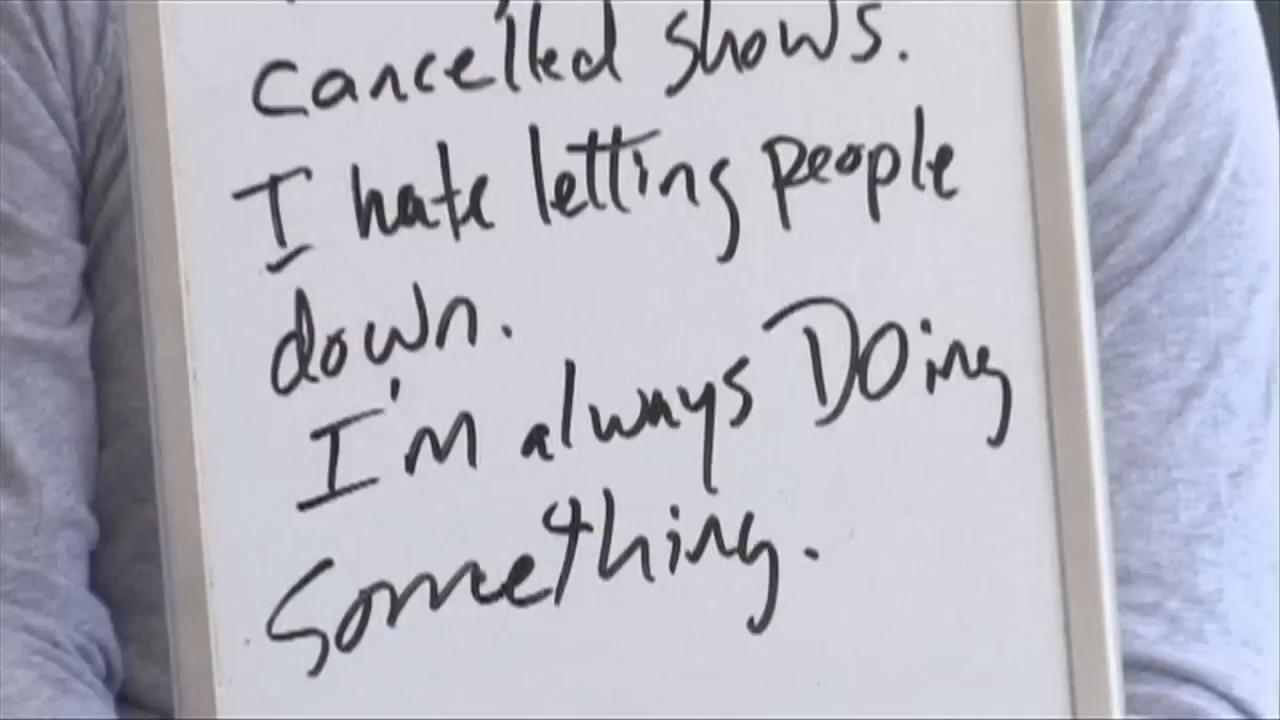 cancelled shows.
I hate letting people
down.
I'm always DOing
Something.